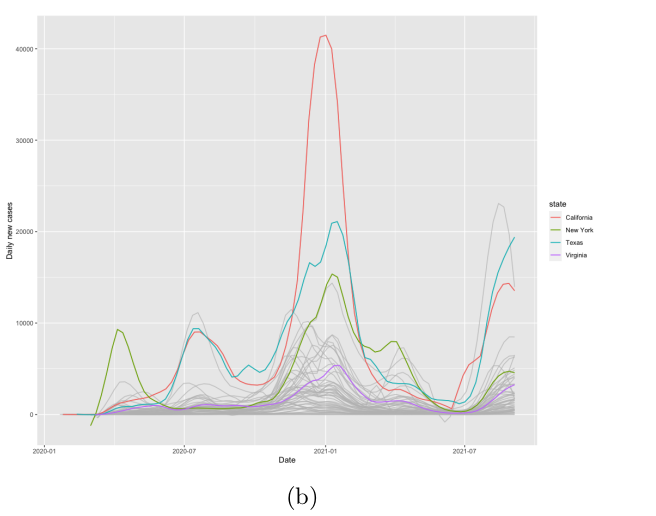 40000
30000
20000
10000
0
Daily new cases
2020-01
2020-07
2021-01
2021-07
Date
state
California
New York
Texas
Virginia
(b)